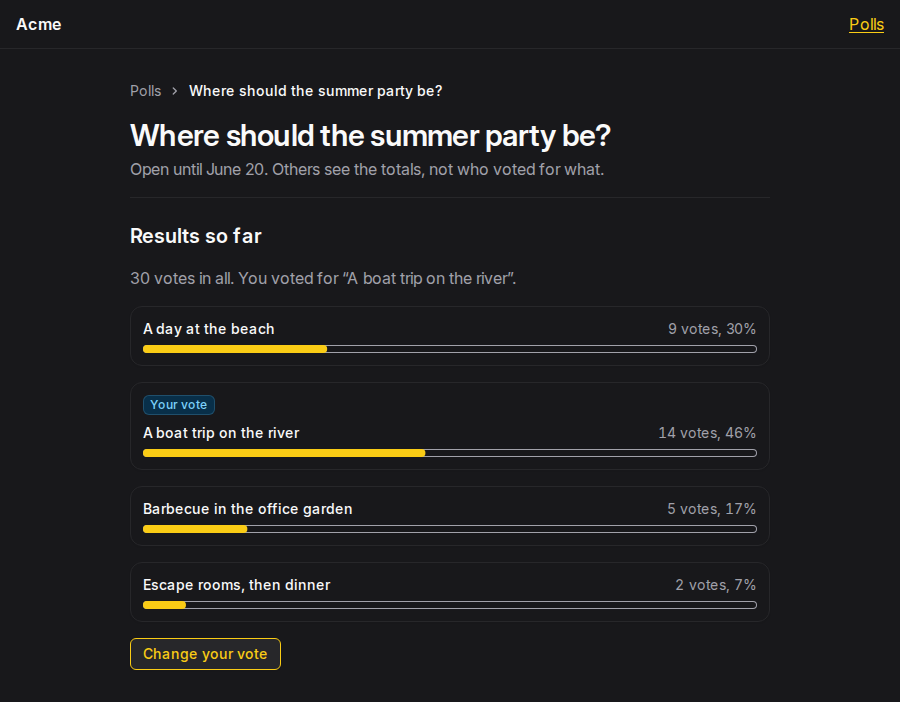 Acme
Polls
Polls > Where should the summer party be?
Where should the summer party be?
Open until June 20. Others see the totals, not who voted for what.
Results so far
30 votes in all. You voted for “A boat trip on the river”.
A day at the beach
9 votes, 30%
Your vote
A boat trip on the river
14 votes, 46%
Barbecue in the office garden
5 votes, 17%
Escape rooms, then dinner
2 votes, 7%
Change your vote